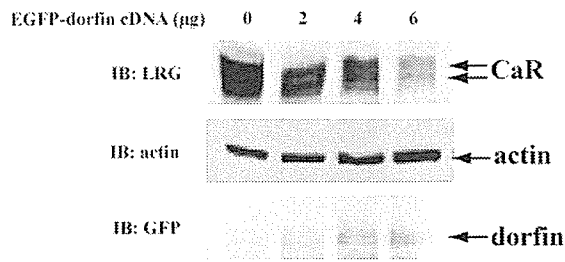 EGFP-dorfin cDNA (µg) 0 2 4 6
IB: LRG CaR
IB: actin actin
IB: GFP dorfin